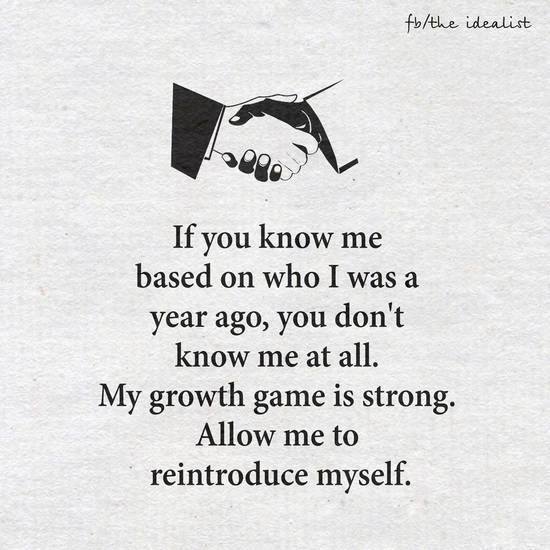 fb/the idealist
If you know me
based on who I was a
year ago, you don't
know me at all.
My growth game is strong.
Allow me to
reintroduce myself.